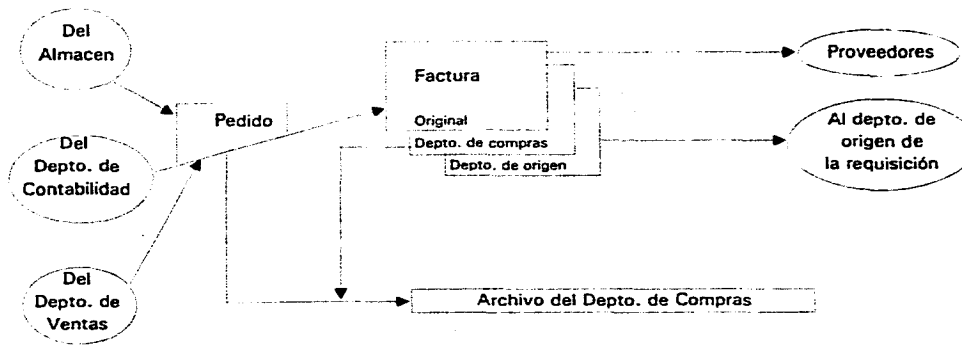 Del
Almacen
Pedido
Del
Depto. de
Contabilidad
Del
Depto. de
Ventas
Factura
Original
Depto. de compras
Depto. de origen
Proveedores
Al depto. de
origen de
la requisición
Archivo del Depto. de Compras